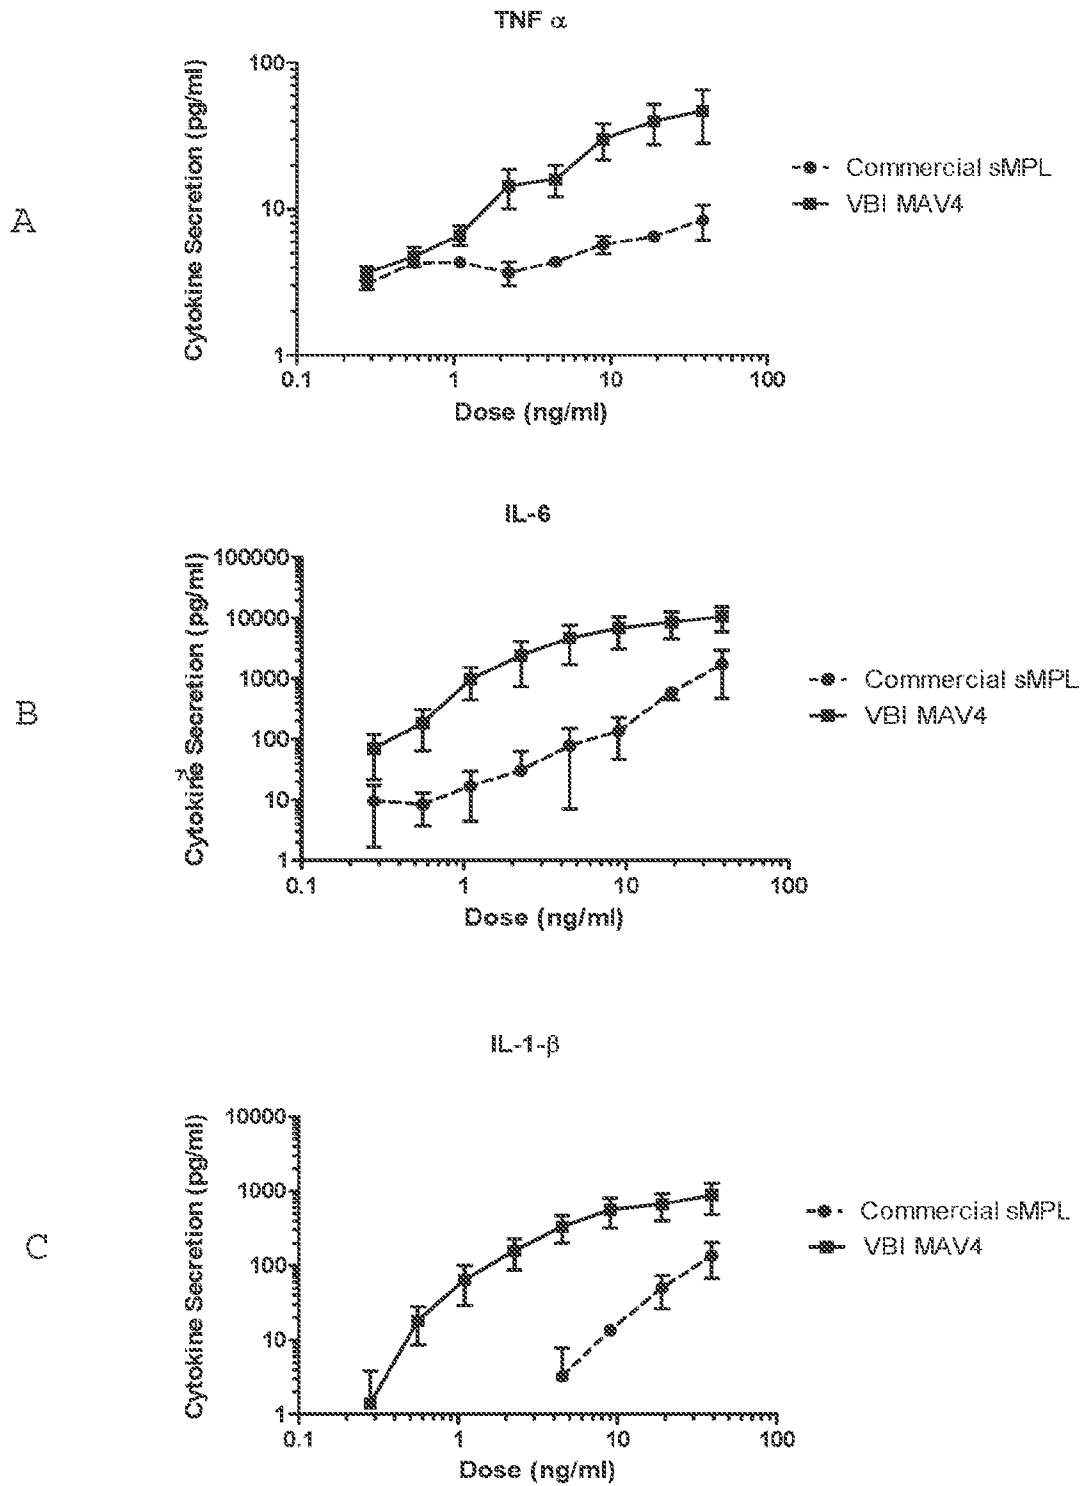 TNF α
A
Cytokine Secretion (pg/ml)
100
10
1
0.1 1 10 100
Dose (ng/ml)
Commercial sMPL
VBI MAV4
IL-6
B
Cytokine Secretion (pg/ml)
100000
10000
1000
100
10
1
0.1 1 10 100
Dose (ng/ml)
Commercial sMPL
VBI MAV4
IL-1-β
C
Cytokine Secretion (pg/ml)
10000
1000
100
10
1
0.1 1 10 100
Dose (ng/ml)
Commercial sMPL
VBI MAV4